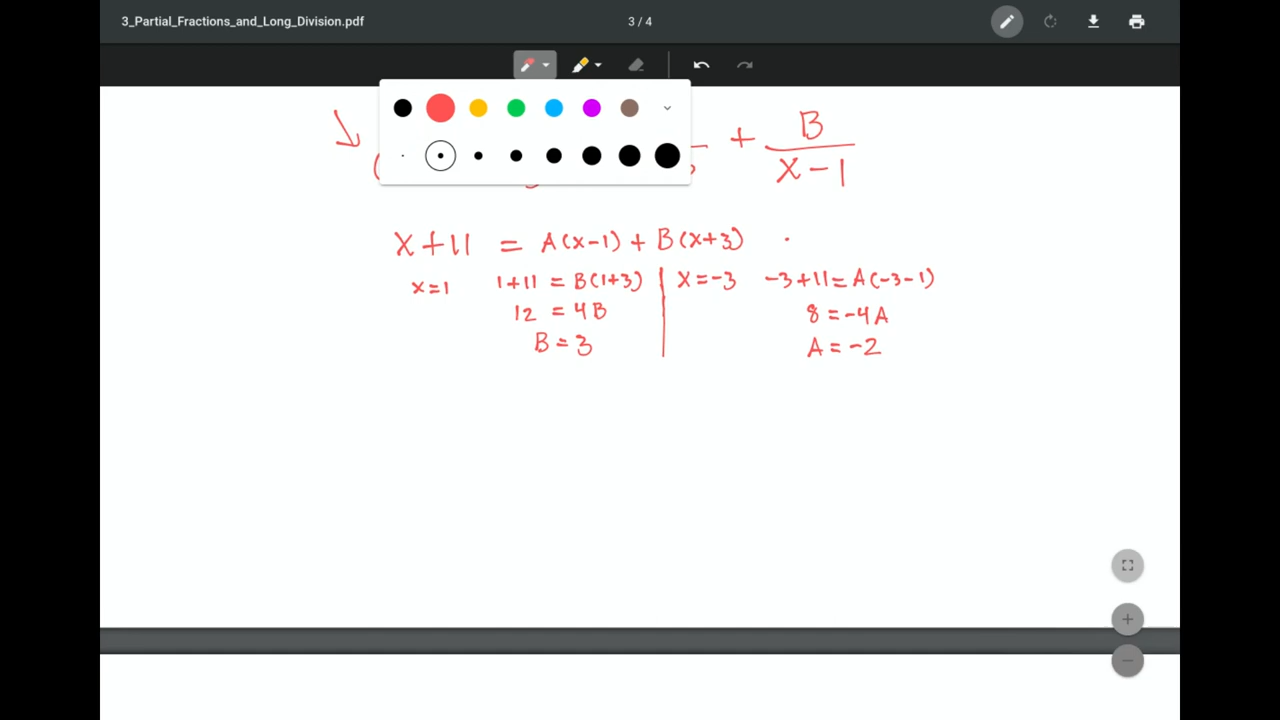 3_Partial_Fractions_and_Long_Division.pdf 3 / 4
+ B/(x-1)
x+11 = A(x-1) + B(x+3)
x=1 1+11 = B(1+3) x=-3 -3+11=A(-3-1)
12 = 4B 8=-4A
B=3 A=-2